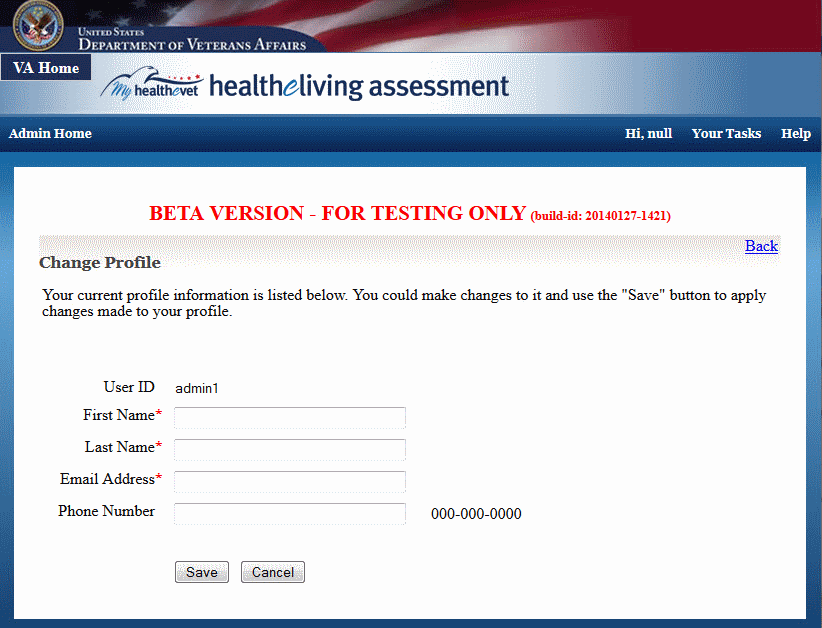 UNITED STATES
DEPARTMENT OF VETERANS AFFAIRS
VA Home
My healthevet healtheliving assessment
Admin Home Hi, null Your Tasks Help
BETA VERSION - FOR TESTING ONLY (build-id: 20140127-1421)
Back
Change Profile
Your current profile information is listed below. You could make changes to it and use the "Save" button to apply
changes made to your profile.
User ID admin1
First Name*
Last Name*
Email Address*
Phone Number 000-000-0000
Save Cancel